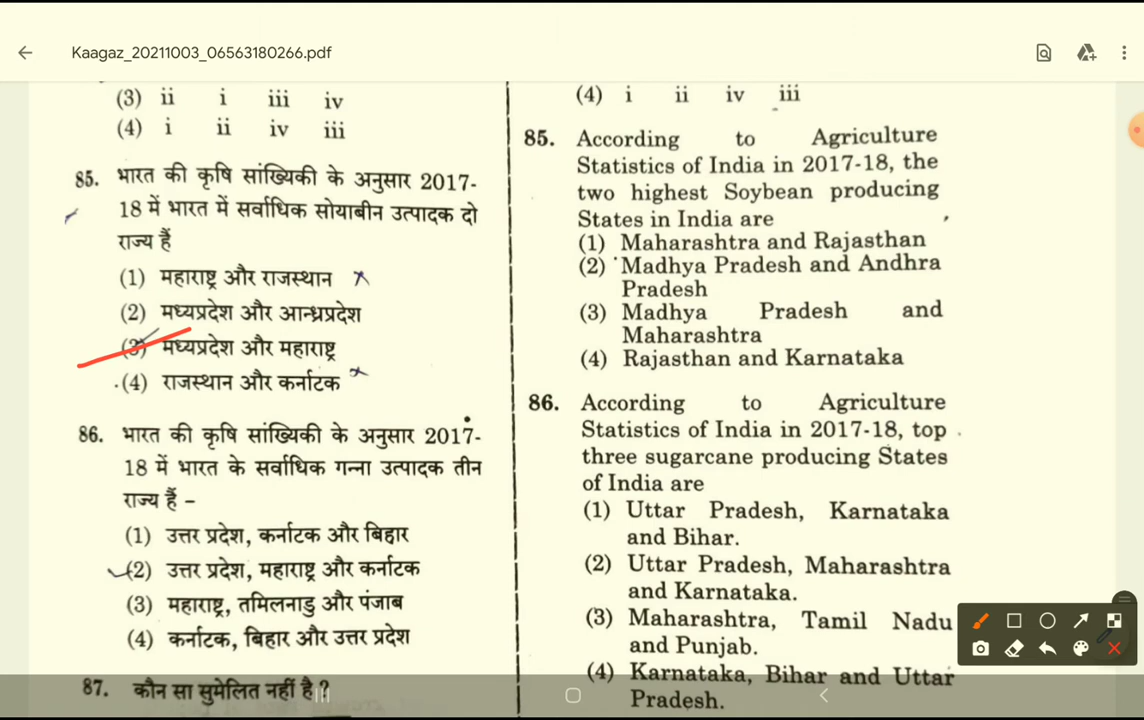 Kaagaz_20211003_06563180266.pdf
(3) ii i iii iv
(4) i ii iv iii
85. भारत की कृषि सांख्यिकी के अनुसार 2017-
18 में भारत में सर्वाधिक सोयाबीन उत्पादक दो
राज्य हैं
(1) महाराष्ट्र और राजस्थान
(2) मध्यप्रदेश और आन्ध्रप्रदेश
(3) मध्यप्रदेश और महाराष्ट्र
(4) राजस्थान और कर्नाटक
86. भारत की कृषि सांख्यिकी के अनुसार 2017-
18 में भारत के सर्वाधिक गन्ना उत्पादक तीन
राज्य हैं –
(1) उत्तर प्रदेश, कर्नाटक और बिहार
(2) उत्तर प्रदेश, महाराष्ट्र और कर्नाटक
(3) महाराष्ट्र, तमिलनाडु और पंजाब
(4) कर्नाटक, बिहार और उत्तर प्रदेश
87. कौन सा सुमेलित नहीं है ?
(4) i ii iv iii
85. According to Agriculture
Statistics of India in 2017-18, the
two highest Soybean producing
States in India are
(1) Maharashtra and Rajasthan
(2) Madhya Pradesh and Andhra
Pradesh
(3) Madhya Pradesh and
Maharashtra
(4) Rajasthan and Karnataka
86. According to Agriculture
Statistics of India in 2017-18, top
three sugarcane producing States
of India are
(1) Uttar Pradesh, Karnataka
and Bihar.
(2) Uttar Pradesh, Maharashtra
and Karnataka.
(3) Maharashtra, Tamil Nadu
and Punjab.
(4) Karnataka, Bihar and Uttar
Pradesh.